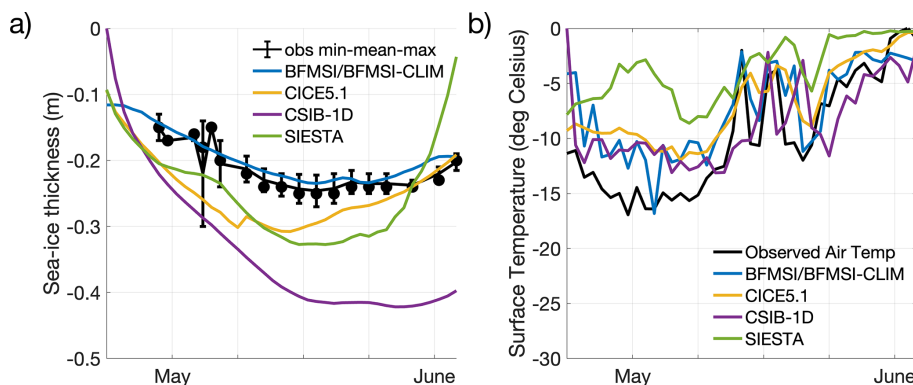 a)
Sea-ice thickness (m)
0
-0.1
-0.2
-0.3
-0.4
-0.5
May
June
obs min-mean-max
BFMSI/BFMSI-CLIM
CICE5.1
CSIB-1D
SIESTA
b)
Surface Temperature (deg Celsius)
0
-5
-10
-15
-20
-25
-30
May
June
Observed Air Temp
BFMSI/BFMSI-CLIM
CICE5.1
CSIB-1D
SIESTA